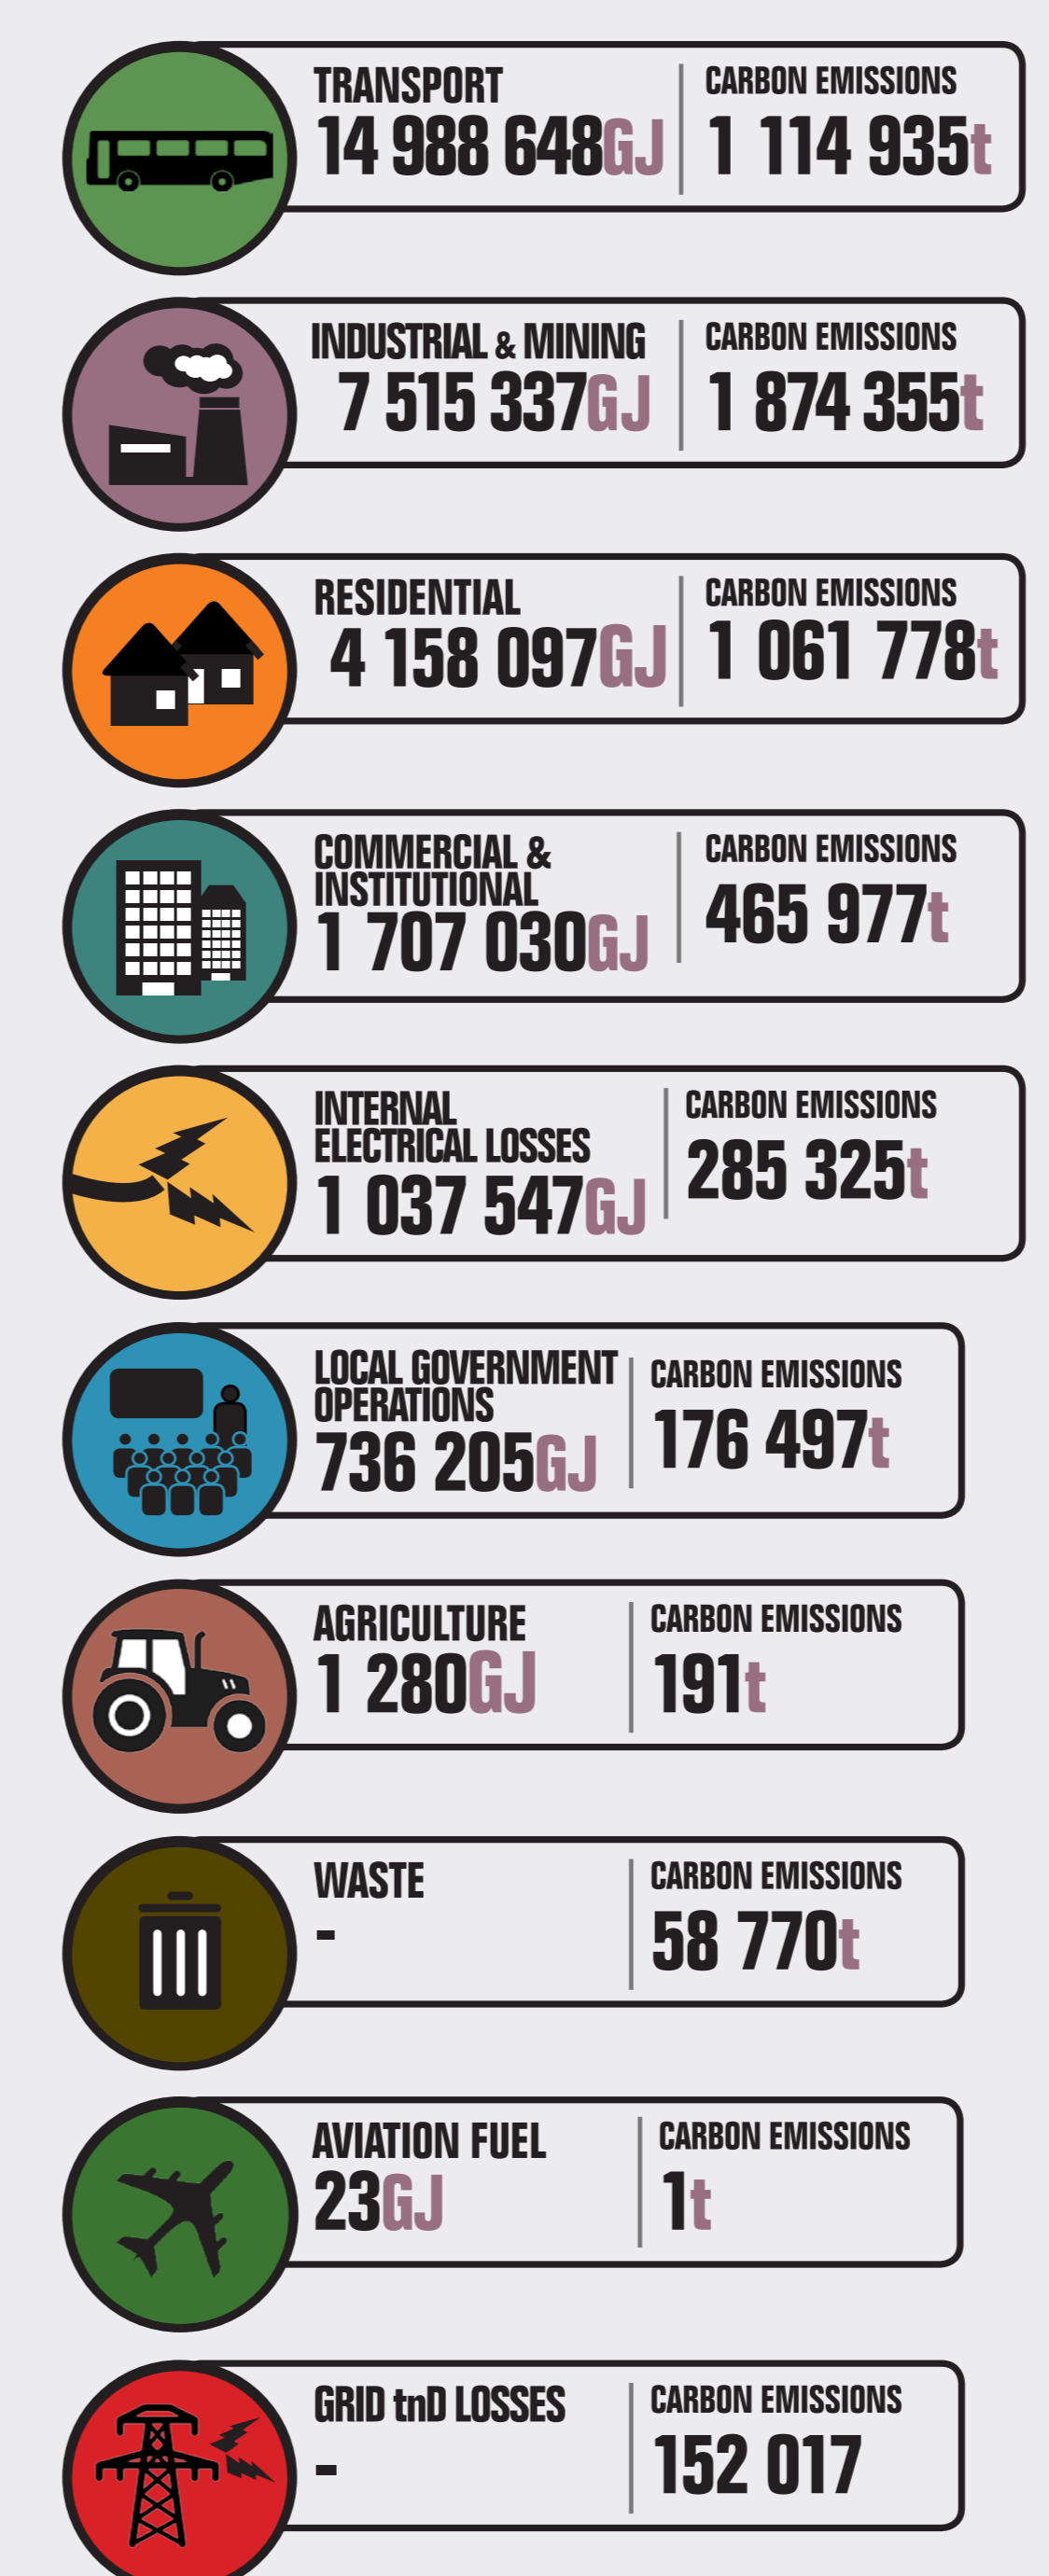 TRANSPORT
14 988 648GJ
CARBON EMISSIONS
1 114 935t
INDUSTRIAL & MINING
7 515 337GJ
CARBON EMISSIONS
1 874 355t
RESIDENTIAL
4 158 097GJ
CARBON EMISSIONS
1 061 778t
COMMERCIAL &
INSTITUTIONAL
1 707 030GJ
CARBON EMISSIONS
465 977t
INTERNAL
ELECTRICAL LOSSES
1 037 547GJ
CARBON EMISSIONS
285 325t
LOCAL GOVERNMENT
OPERATIONS
736 205GJ
CARBON EMISSIONS
176 497t
AGRICULTURE
1 280GJ
CARBON EMISSIONS
191t
WASTE
-
CARBON EMISSIONS
58 770t
AVIATION FUEL
23GJ
CARBON EMISSIONS
1t
GRID tnD LOSSES
-
CARBON EMISSIONS
152 017